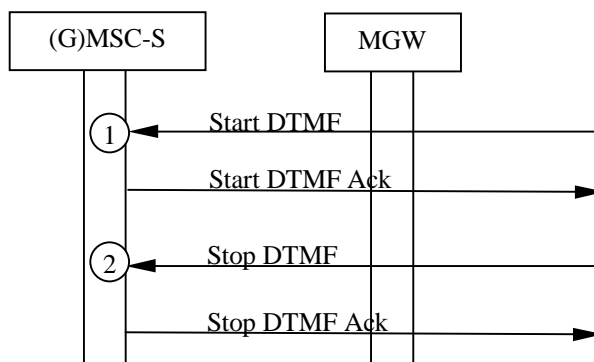 (G)MSC-S
MGW
1
Start DTMF
Start DTMF Ack
2
Stop DTMF
Stop DTMF Ack